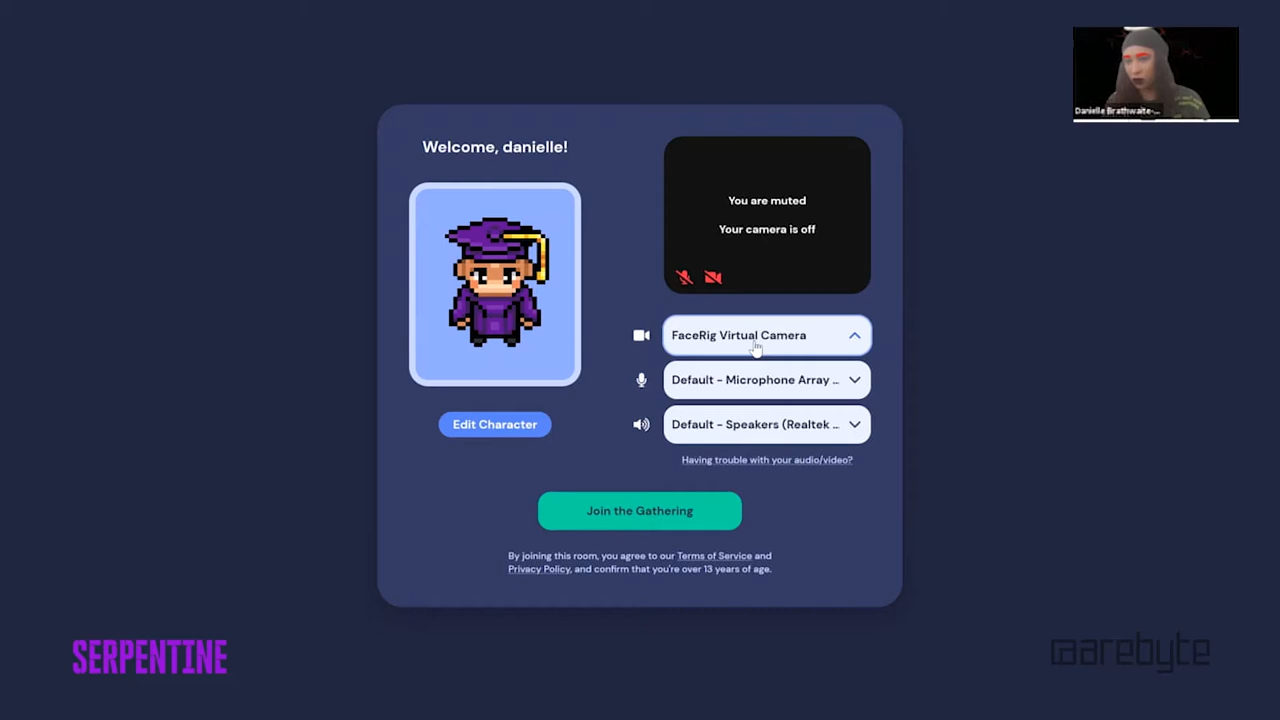 Danielle Brathwaite-...
Welcome, danielle!
You are muted
Your camera is off
FaceRig Virtual Camera
Default - Microphone Array ...
Edit Character
Default - Speakers (Realtek ...
Having trouble with your audio/video?
Join the Gathering
By joining this room, you agree to our Terms of Service and
Privacy Policy, and confirm that you're over 13 years of age.
SERPENTINE
@arebyte